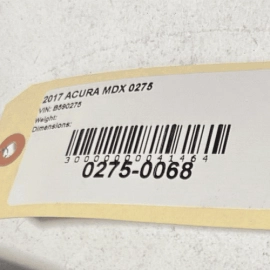 2017 ACURA MDX 0275
VIN: B590275
Weight:
Dimensions:
3000000041464
0275-0068